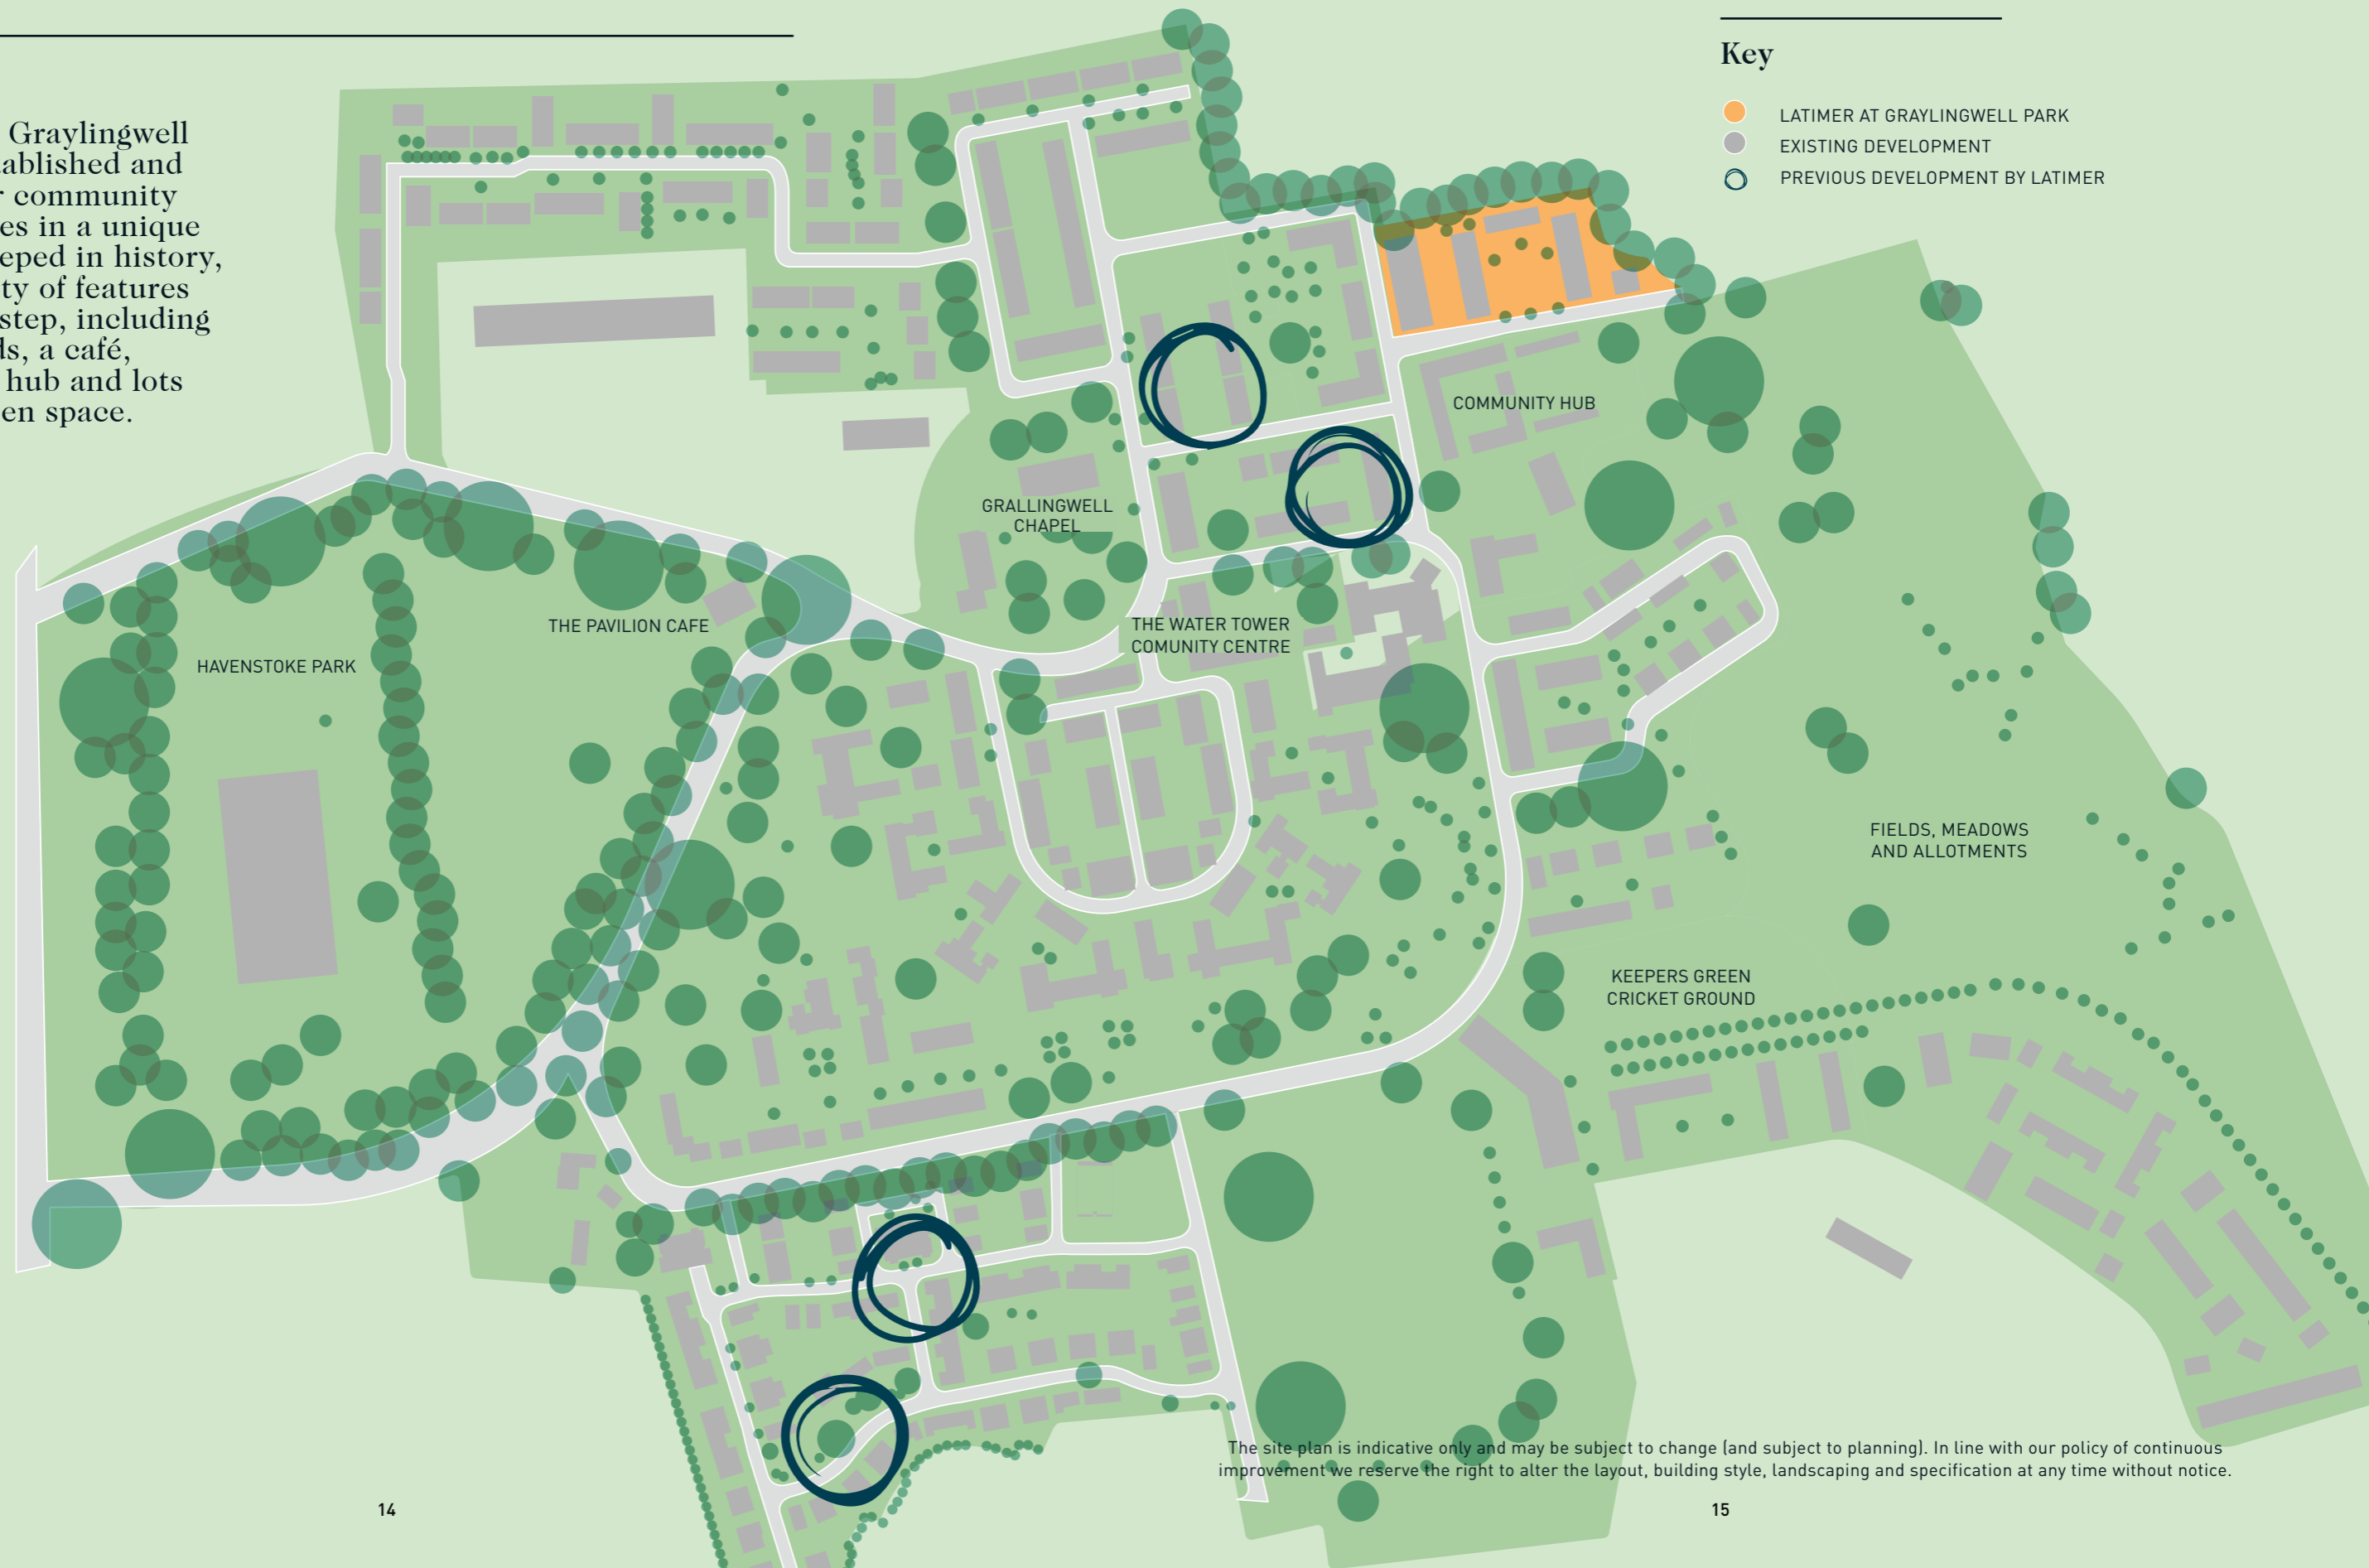 Graylingwell
ablished and
community
es in a unique
eped in history,
ty of features
step, including
ds, a café,
hub and lots
en space.
Key
LATIMER AT GRAYLINGWELL PARK
EXISTING DEVELOPMENT
PREVIOUS DEVELOPMENT BY LATIMER
COMMUNITY HUB
GRALLINGWELL
CHAPEL
THE PAVILION CAFE
THE WATER TOWER
COMUNITY CENTRE
HAVENSTOKE PARK
FIELDS, MEADOWS
AND ALLOTMENTS
KEEPERS GREEN
CRICKET GROUND
The site plan is indicative only and may be subject to change (and subject to planning). In line with our policy of continuous
improvement we reserve the right to alter the layout, building style, landscaping and specification at any time without notice.
14
15